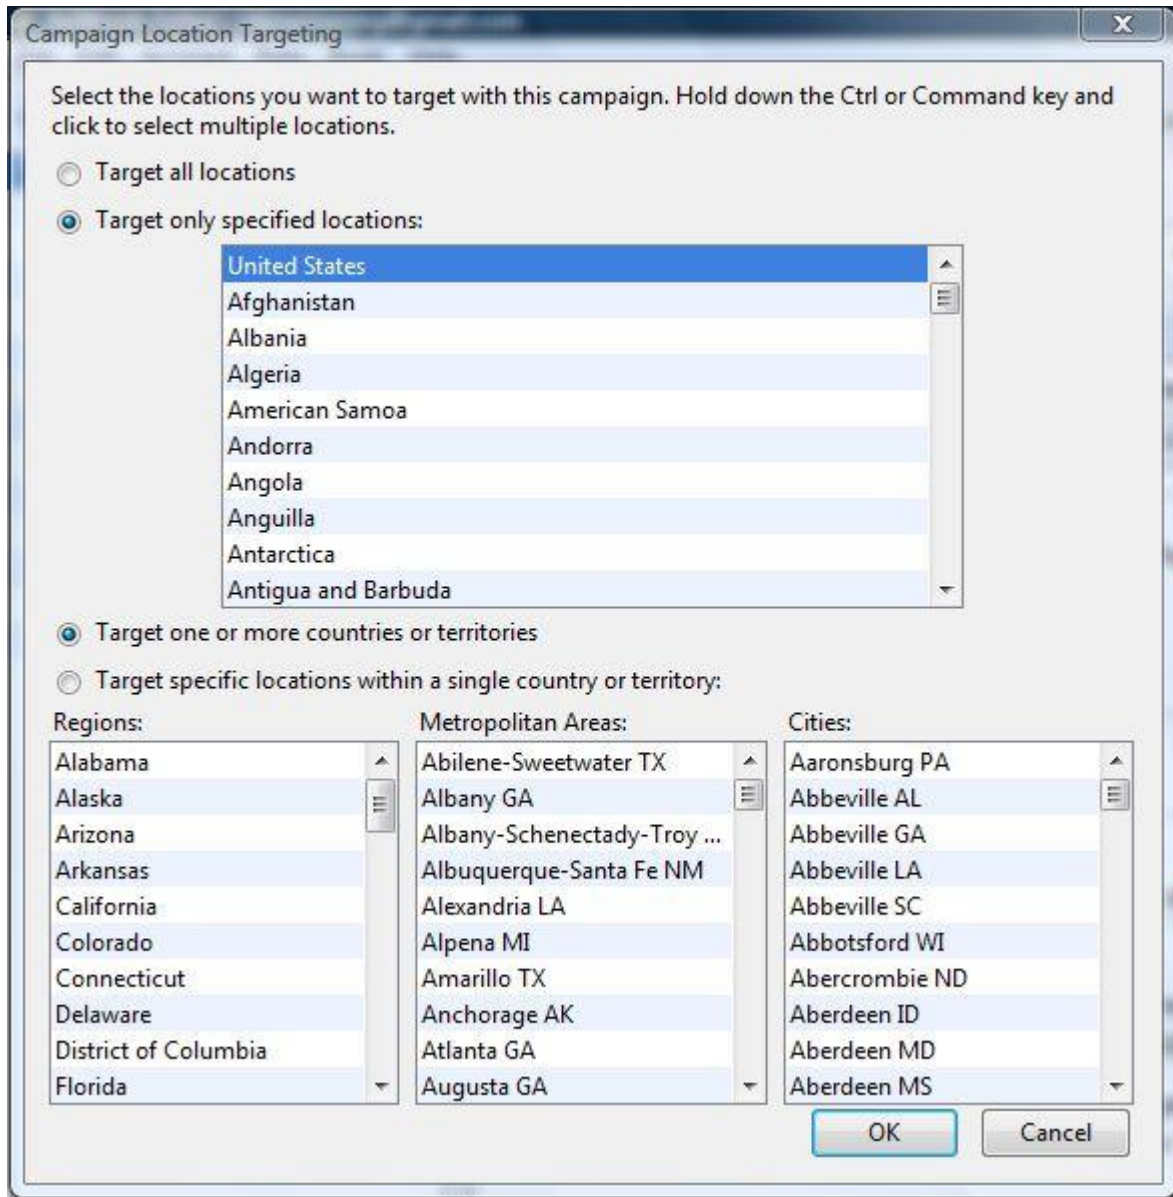 Campaign Location Targeting
Select the locations you want to target with this campaign. Hold down the Ctrl or Command key and
click to select multiple locations.
Target all locations
Target only specified locations:
United States
Afghanistan
Albania
Algeria
American Samoa
Andorra
Angola
Anguilla
Antarctica
Antigua and Barbuda
Target one or more countries or territories
Target specific locations within a single country or territory:
Regions:
Alabama
Alaska
Arizona
Arkansas
California
Colorado
Connecticut
Delaware
District of Columbia
Florida
Metropolitan Areas:
Abilene-Sweetwater TX
Albany GA
Albany-Schenectady-Troy ...
Albuquerque-Santa Fe NM
Alexandria LA
Alpena MI
Amarillo TX
Anchorage AK
Atlanta GA
Augusta GA
Cities:
Aaronsburg PA
Abbeville AL
Abbeville GA
Abbeville LA
Abbeville SC
Abbotsford WI
Abercrombie ND
Aberdeen ID
Aberdeen MD
Aberdeen MS
OK
Cancel